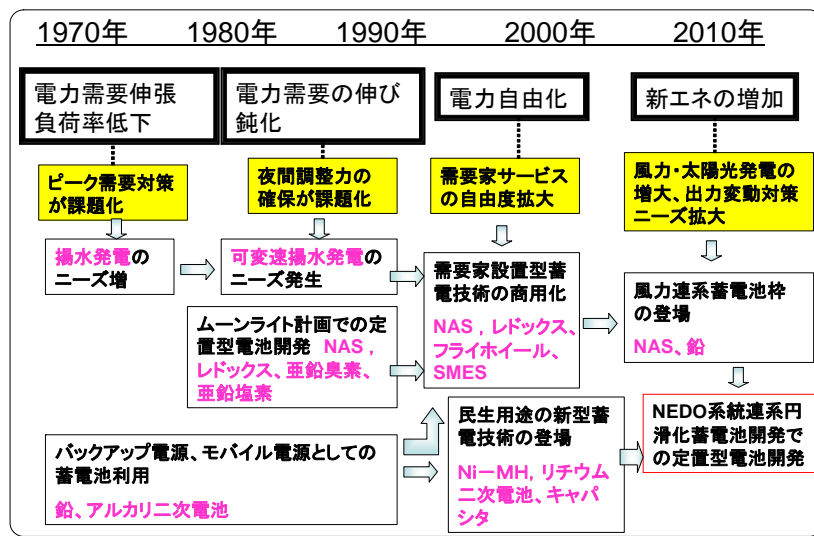 1970年 1980年 1990年 2000年 2010年
電力需要伸張
負荷率低下
電力需要の伸び
鈍化
電力自由化
新エネの増加
ピーク需要対策
が課題化
夜間調整力の
確保が課題化
需要家サービス
の自由度拡大
風力・太陽光発電の
増大、出力変動対策
ニーズ拡大
揚水発電の
ニーズ増
可変速揚水発電の
ニーズ発生
需要家設置型蓄
電技術の商用化
NAS , レドックス、
フライホイール、
SMES
風力連系蓄電池枠
の登場
NAS、鉛
ムーンライト計画での定
置型電池開発 NAS ,
レドックス、亜鉛臭素、
亜鉛塩素
バックアップ電源、モバイル電源としての
蓄電池利用
鉛、アルカリ二次電池
民生用途の新型蓄
電技術の登場
Ni－MH, リチウム
二次電池、キャパ
シタ
NEDO系統連系円
滑化蓄電池開発で
の定置型電池開発